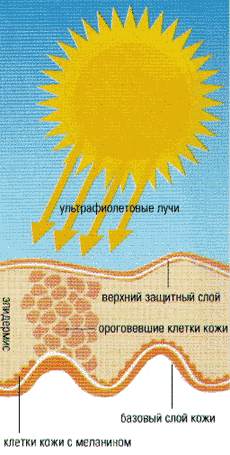 ультрафиолетовые лучи
верхний защитный слой
эпидермис
ороговевшие клетки кожи
базовый слой кожи
клетки кожи с меланином